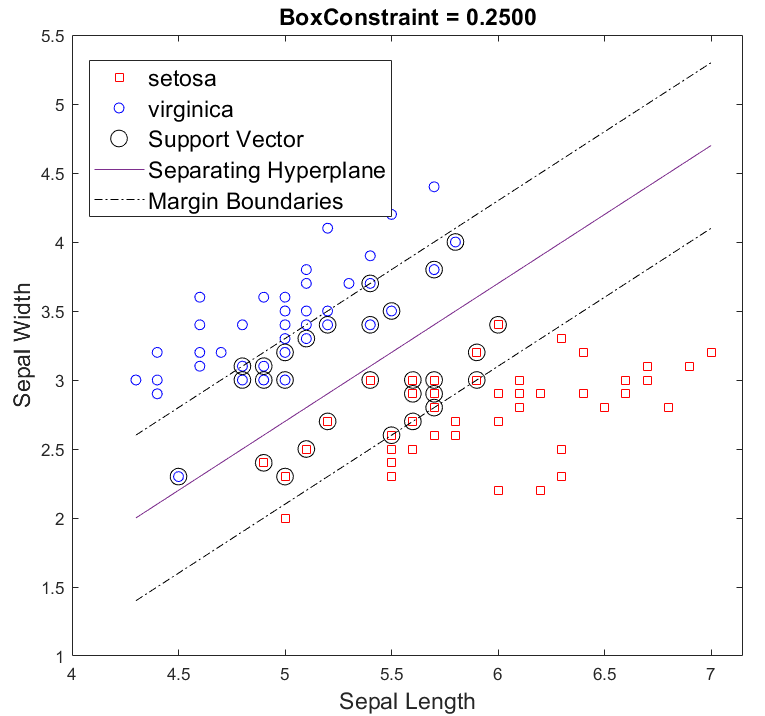 BoxConstraint = 0.2500
5.5
5
4.5
4
3.5
3
2.5
2
1.5
1
Sepal Width
setosa
virginica
Support Vector
Separating Hyperplane
Margin Boundaries
4 4.5 5 5.5 6 6.5 7
Sepal Length